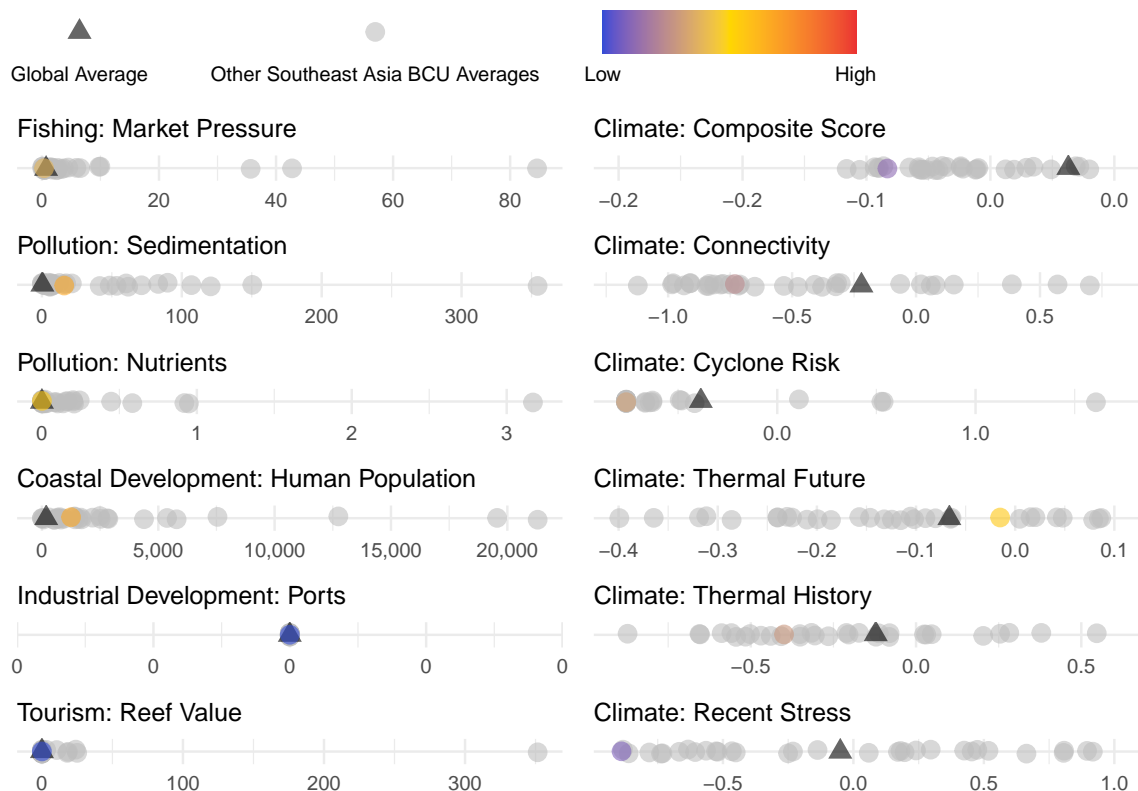 Global Average
Other Southeast Asia BCU Averages
Low
High
Fishing: Market Pressure
0 20 40 60 80
Pollution: Sedimentation
0 100 200 300
Pollution: Nutrients
0 1 2 3
Coastal Development: Human Population
0 5,000 10,000 15,000 20,000
Industrial Development: Ports
0 0 0 0 0
Tourism: Reef Value
0 100 200 300
Climate: Composite Score
−0.2 −0.2 −0.1 0.0 0.0
Climate: Connectivity
−1.0 −0.5 0.0 0.5
Climate: Cyclone Risk
0.0 1.0
Climate: Thermal Future
−0.4 −0.3 −0.2 −0.1 0.0 0.1
Climate: Thermal History
−0.5 0.0 0.5
Climate: Recent Stress
−0.5 0.0 0.5 1.0